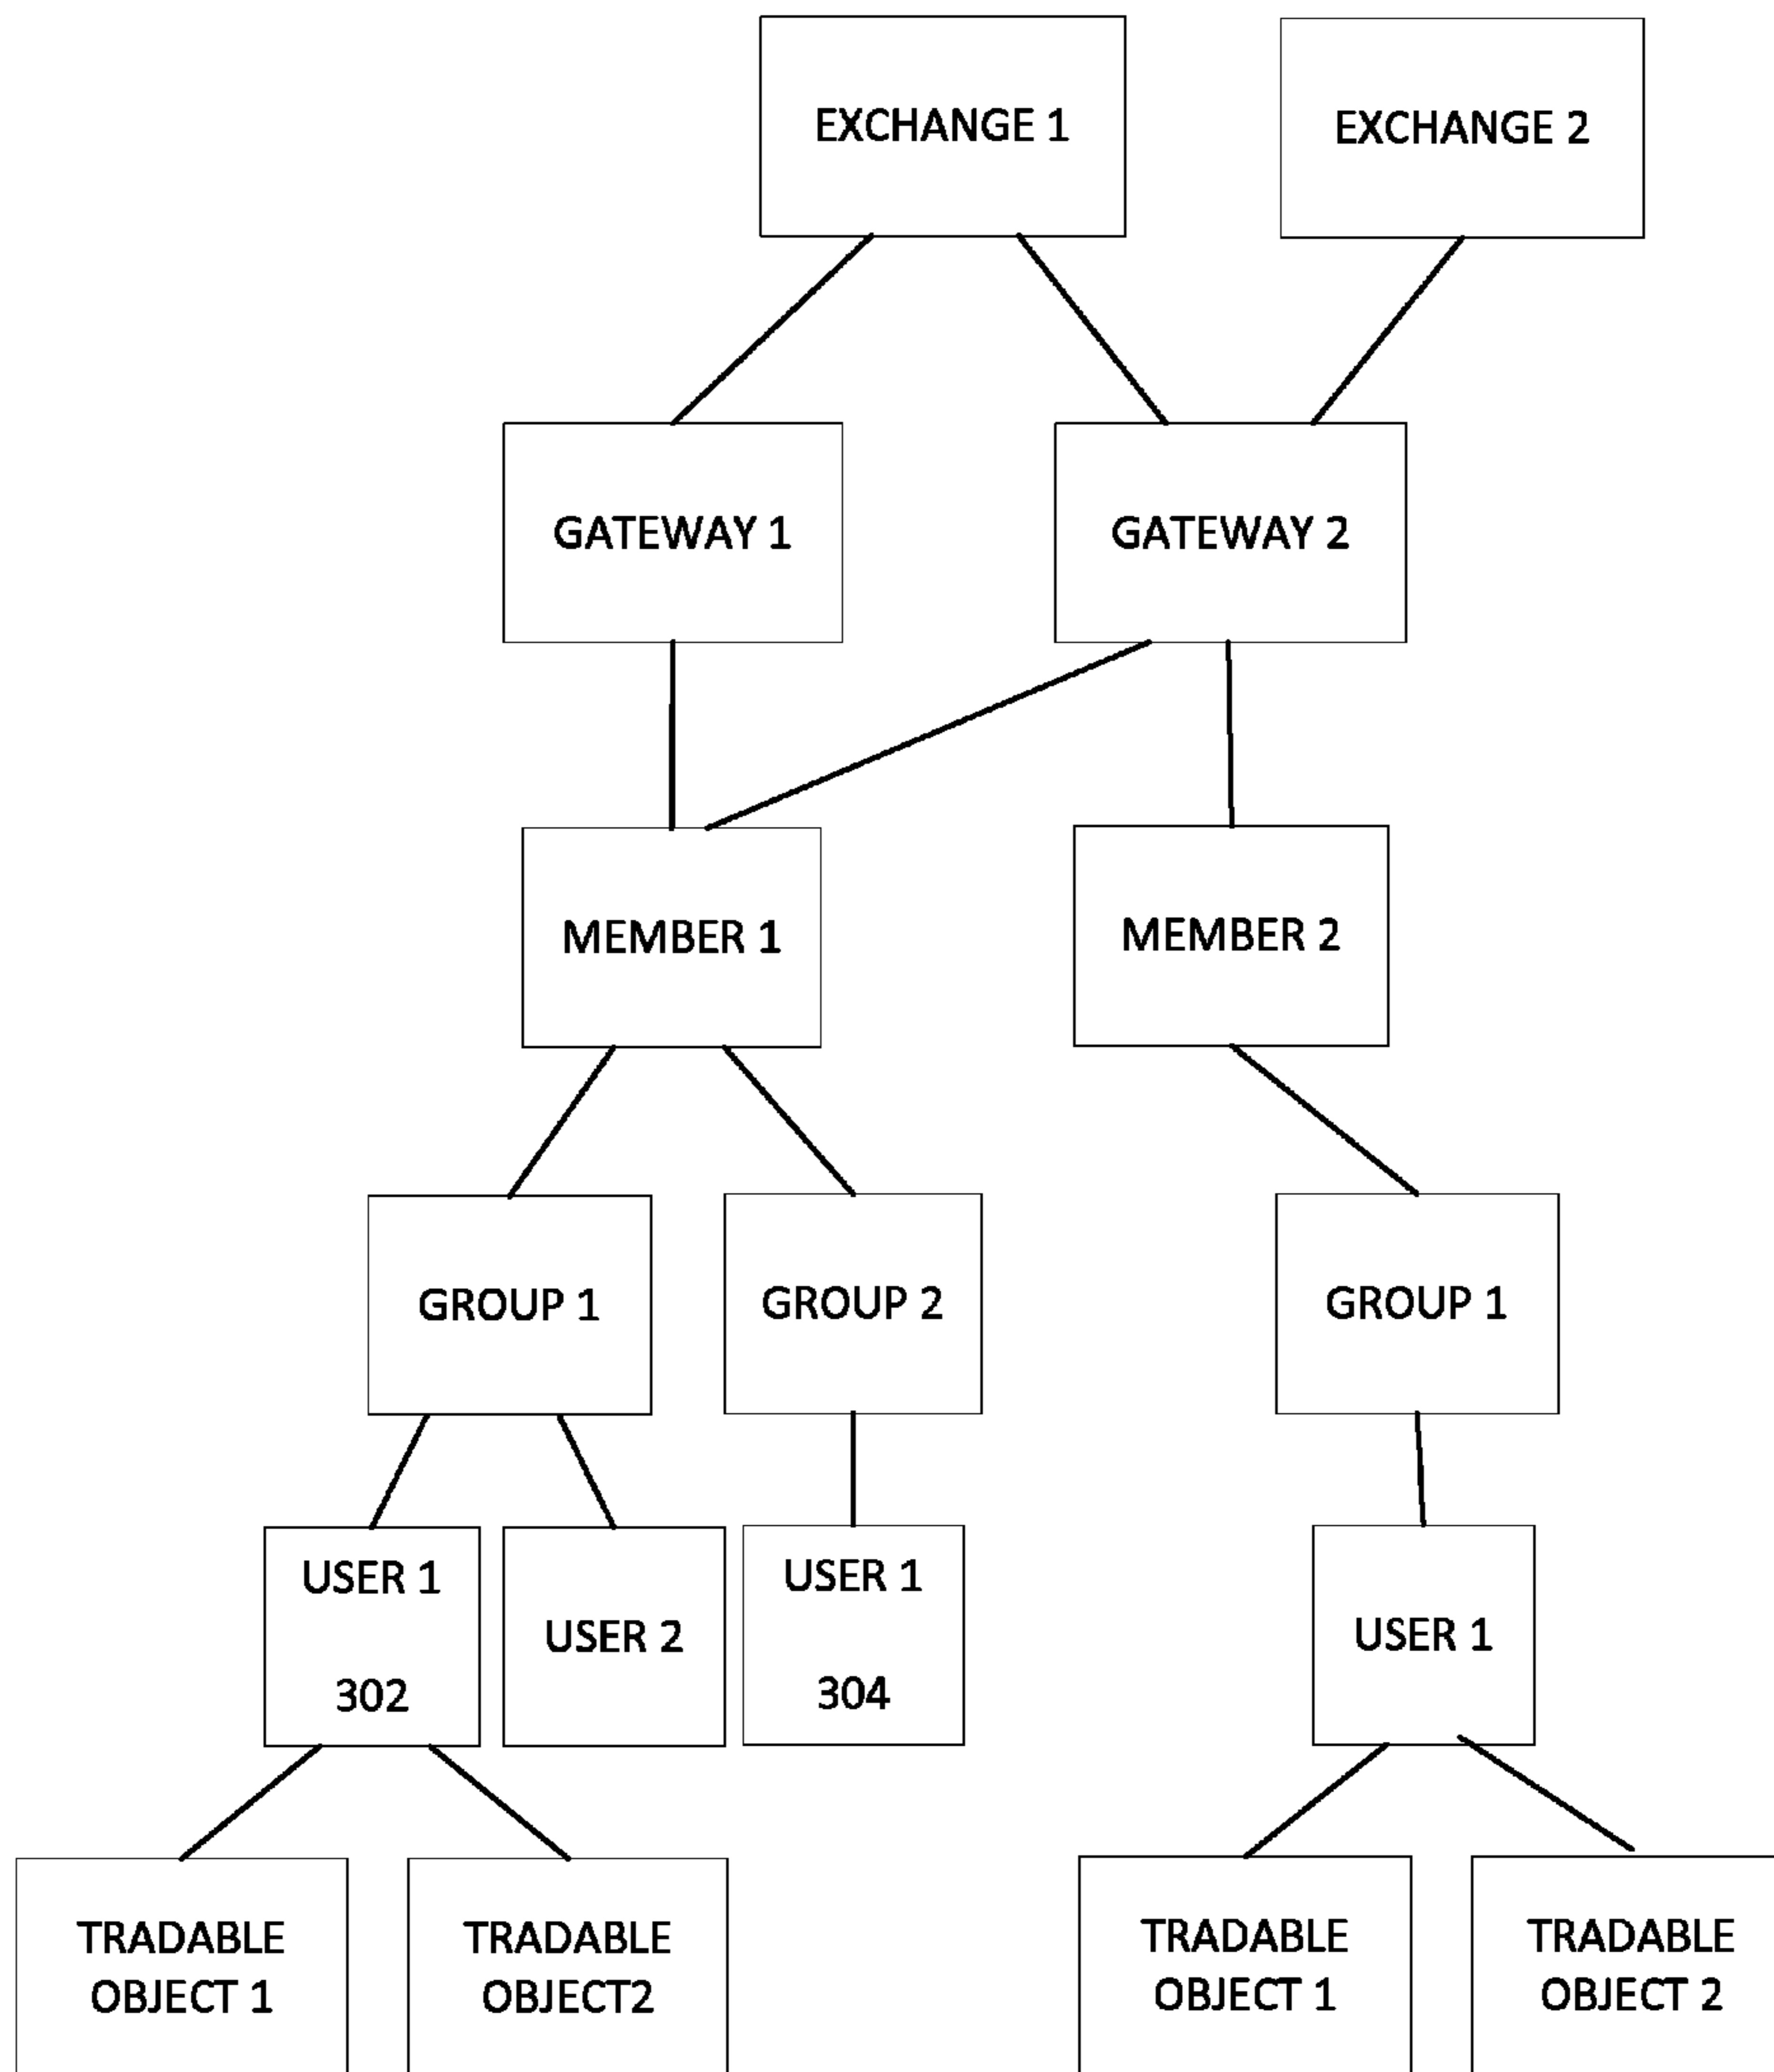 EXCHANGE 1
EXCHANGE 2
GATEWAY 1
GATEWAY 2
MEMBER 1
MEMBER 2
GROUP 1
GROUP 2
GROUP 1
USER 1
302
USER 2
USER 1
304
USER 1
TRADABLE
OBJECT 1
TRADABLE
OBJECT2
TRADABLE
OBJECT 1
TRADABLE
OBJECT 2